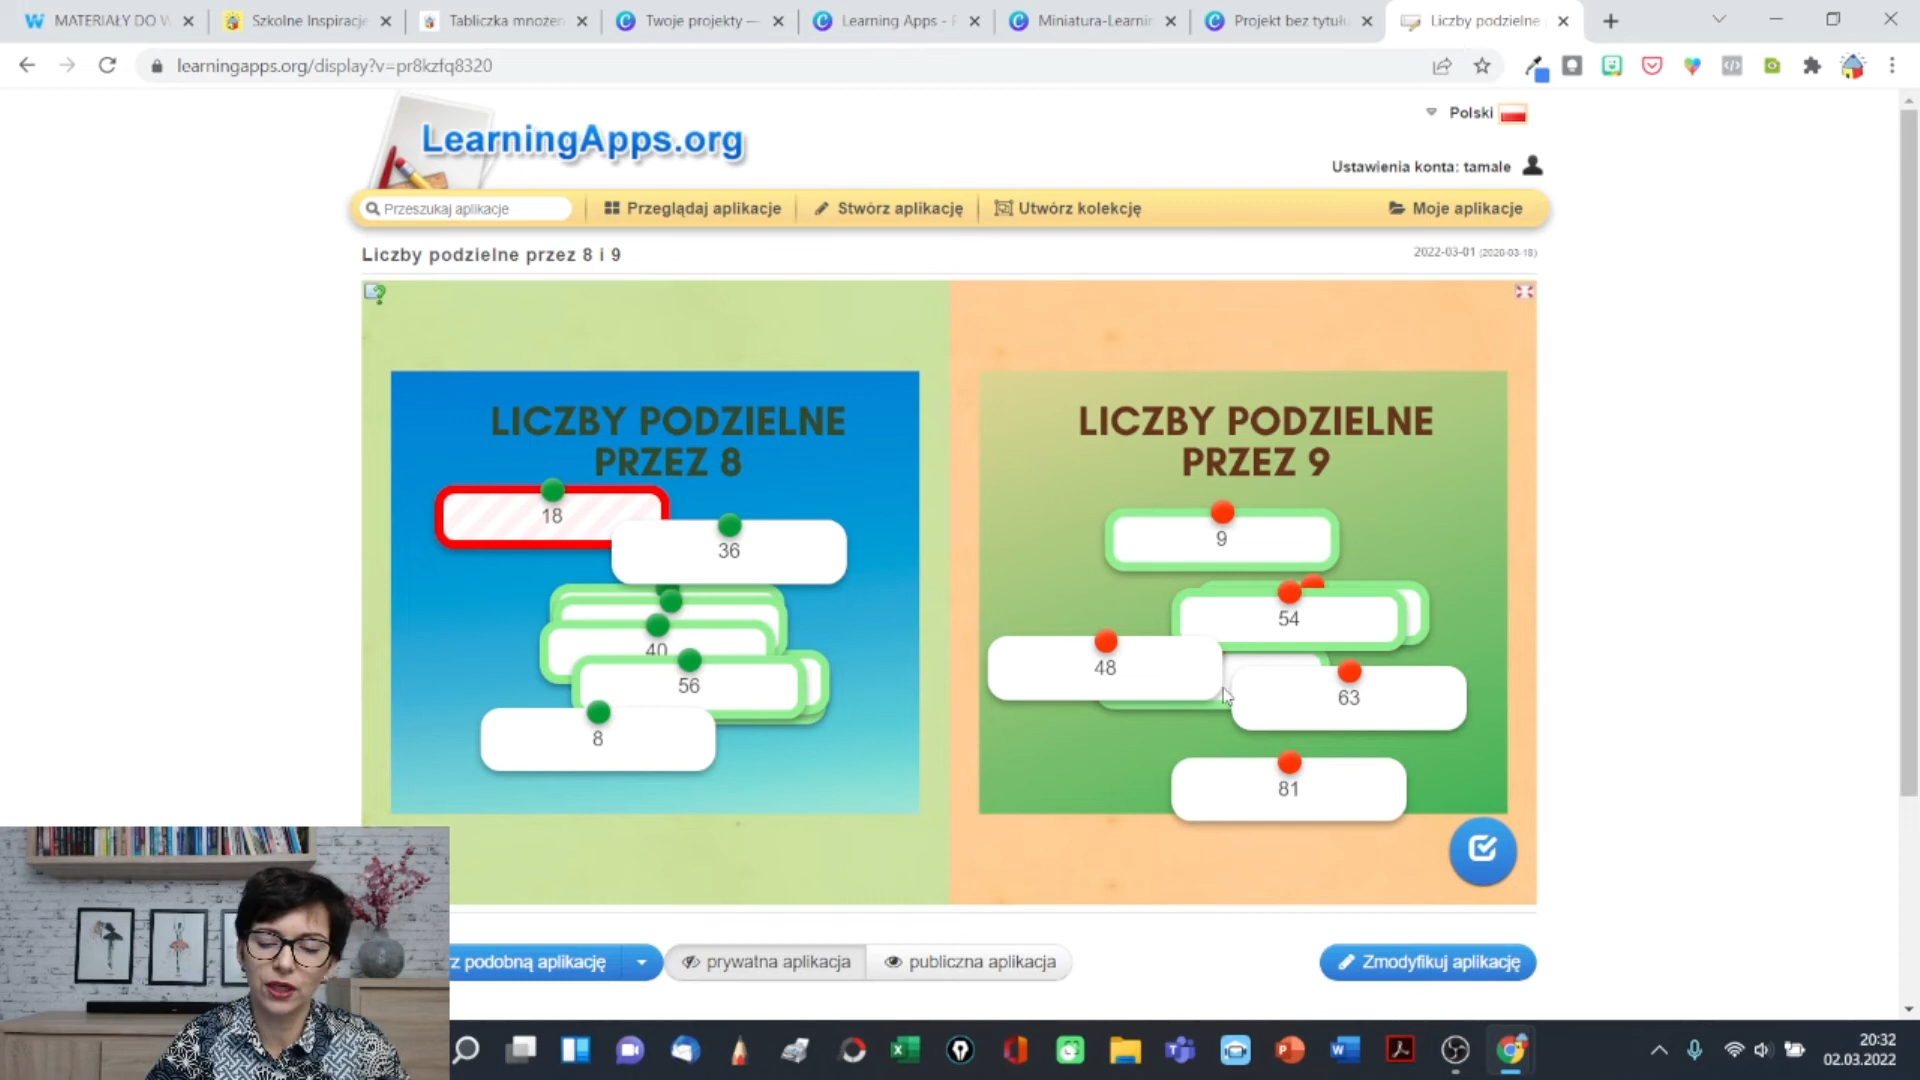 MATERIAŁY DO W
Szkolne Inspiracje
Tabliczka mnożen
Twoje projekty —
Learning Apps - P
Miniatura-Learnin
Projekt bez tytułu
Liczby podzielne
learningapps.org/display?v=pr8kzfq8320
LearningApps.org
Polski
Ustawienia konta: tamale
Przeszukaj aplikacje
Przeglądaj aplikacje
Stwórz aplikację
Utwórz kolekcję
Moje aplikacje
Liczby podzielne przez 8 i 9
2022-03-01 (2020-03-18)
LICZBY PODZIELNE
PRZEZ 8
18
36
40
56
8
LICZBY PODZIELNE
PRZEZ 9
9
54
48
63
81
z podobną aplikację
prywatna aplikacja
publiczna aplikacja
Zmodyfikuj aplikację
20:32
02.03.2022